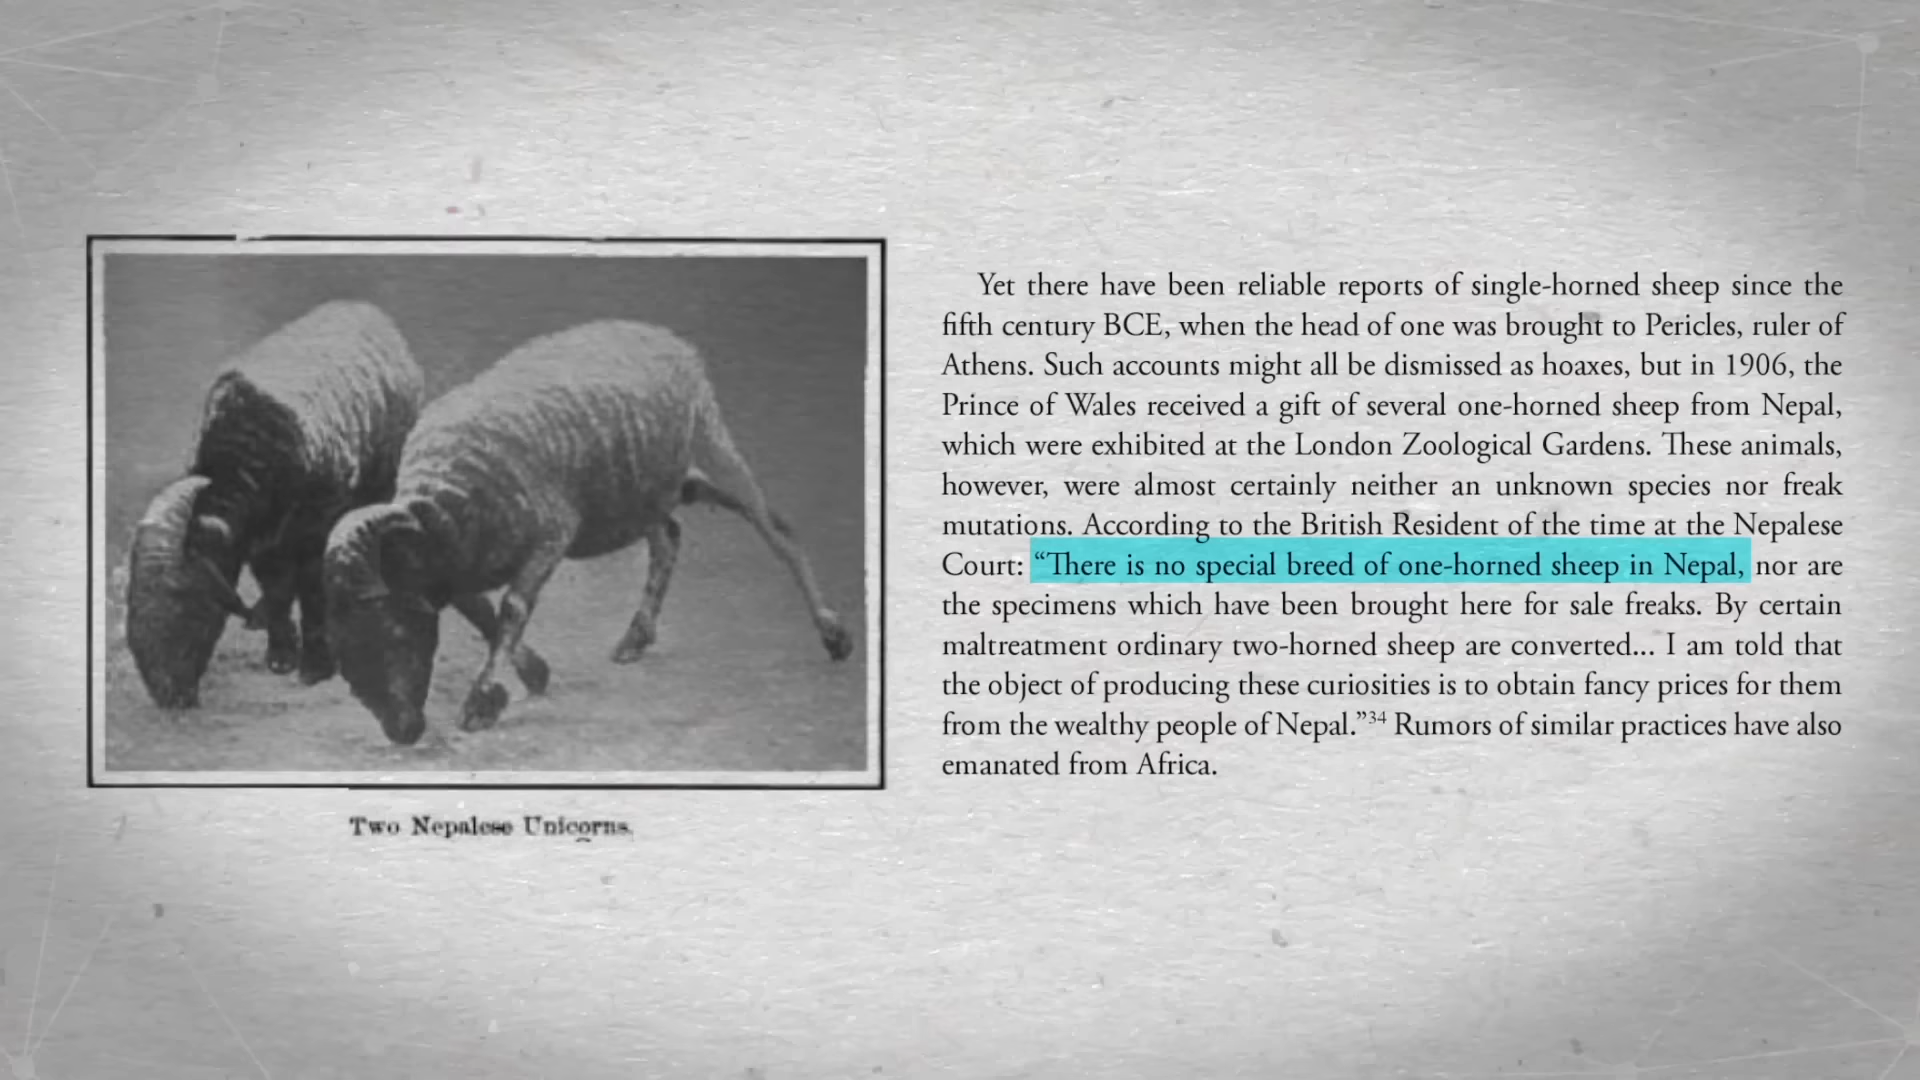 Yet there have been reliable reports of single-horned sheep since the
fifth century BCE, when the head of one was brought to Pericles, ruler of
Athens. Such accounts might all be dismissed as hoaxes, but in 1906, the
Prince of Wales received a gift of several one-horned sheep from Nepal,
which were exhibited at the London Zoological Gardens. These animals,
however, were almost certainly neither an unknown species nor freak
mutations. According to the British Resident of the time at the Nepalese
Court: “There is no special breed of one-horned sheep in Nepal, nor are
the specimens which have been brought here for sale freaks. By certain
maltreatment ordinary two-horned sheep are converted... I am told that
the object of producing these curiosities is to obtain fancy prices for them
from the wealthy people of Nepal.”34 Rumors of similar practices have also
emanated from Africa.
Two Nepalese Unicorns.